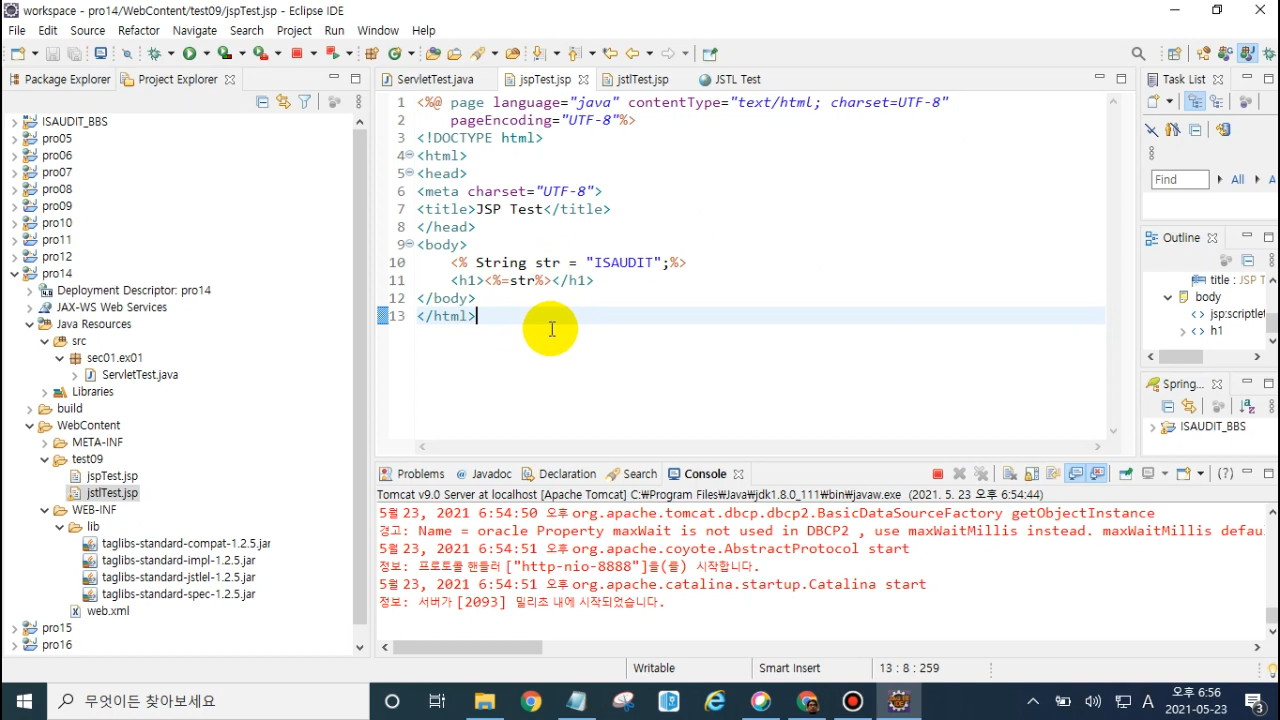 workspace - pro14/WebContent/test09/jspTest.jsp - Eclipse IDE
File Edit Source Refactor Navigate Search Project Run Window Help
Package Explorer Project Explorer
ISAUDIT_BBS
pro05
pro06
pro07
pro08
pro09
pro10
pro11
pro12
pro14
Deployment Descriptor: pro14
JAX-WS Web Services
Java Resources
src
sec01.ex01
ServletTest.java
Libraries
build
WebContent
META-INF
test09
jspTest.jsp
jstlTest.jsp
WEB-INF
lib
taglibs-standard-compat-1.2.5.jar
taglibs-standard-impl-1.2.5.jar
taglibs-standard-jstlel-1.2.5.jar
taglibs-standard-spec-1.2.5.jar
web.xml
pro15
pro16
ServletTest.java jspTest.jsp jstlTest.jsp JSTL Test
1 <%@ page language="java" contentType="text/html; charset=UTF-8"
2 pageEncoding="UTF-8"%>
3 <!DOCTYPE html>
4 <html>
5 <head>
6 <meta charset="UTF-8">
7 <title>JSP Test</title>
8 </head>
9 <body>
10 <% String str = "ISAUDIT";%>
11 <h1><%=str%></h1>
12 </body>
13 </html>
Task List
Find All A
Outline
title : JSP T
body
jsp:scriptlet
h1
Spring...
ISAUDIT_BBS
Problems @ Javadoc Declaration Search Console
Tomcat v9.0 Server at localhost [Apache Tomcat] C:₩Program Files₩Java₩jdk1.8.0_111₩bin₩javaw.exe (2021. 5. 23 오후 6:54:44)
5월 23, 2021 6:54:50 오후 org.apache.tomcat.dbcp.dbcp2.BasicDataSourceFactory getObjectInstance
경고: Name = oracle Property maxWait is not used in DBCP2 , use maxWaitMillis instead. maxWaitMillis defau
5월 23, 2021 6:54:51 오후 org.apache.coyote.AbstractProtocol start
정보: 프로토콜 핸들러 ["http-nio-8888"]을(를) 시작합니다.
5월 23, 2021 6:54:51 오후 org.apache.catalina.startup.Catalina start
정보: 서버가 [2093] 밀리초 내에 시작되었습니다.
Writable Smart Insert 13 : 8 : 259
무엇이든 찾아보세요
A
오후 6:56
2021-05-23
3